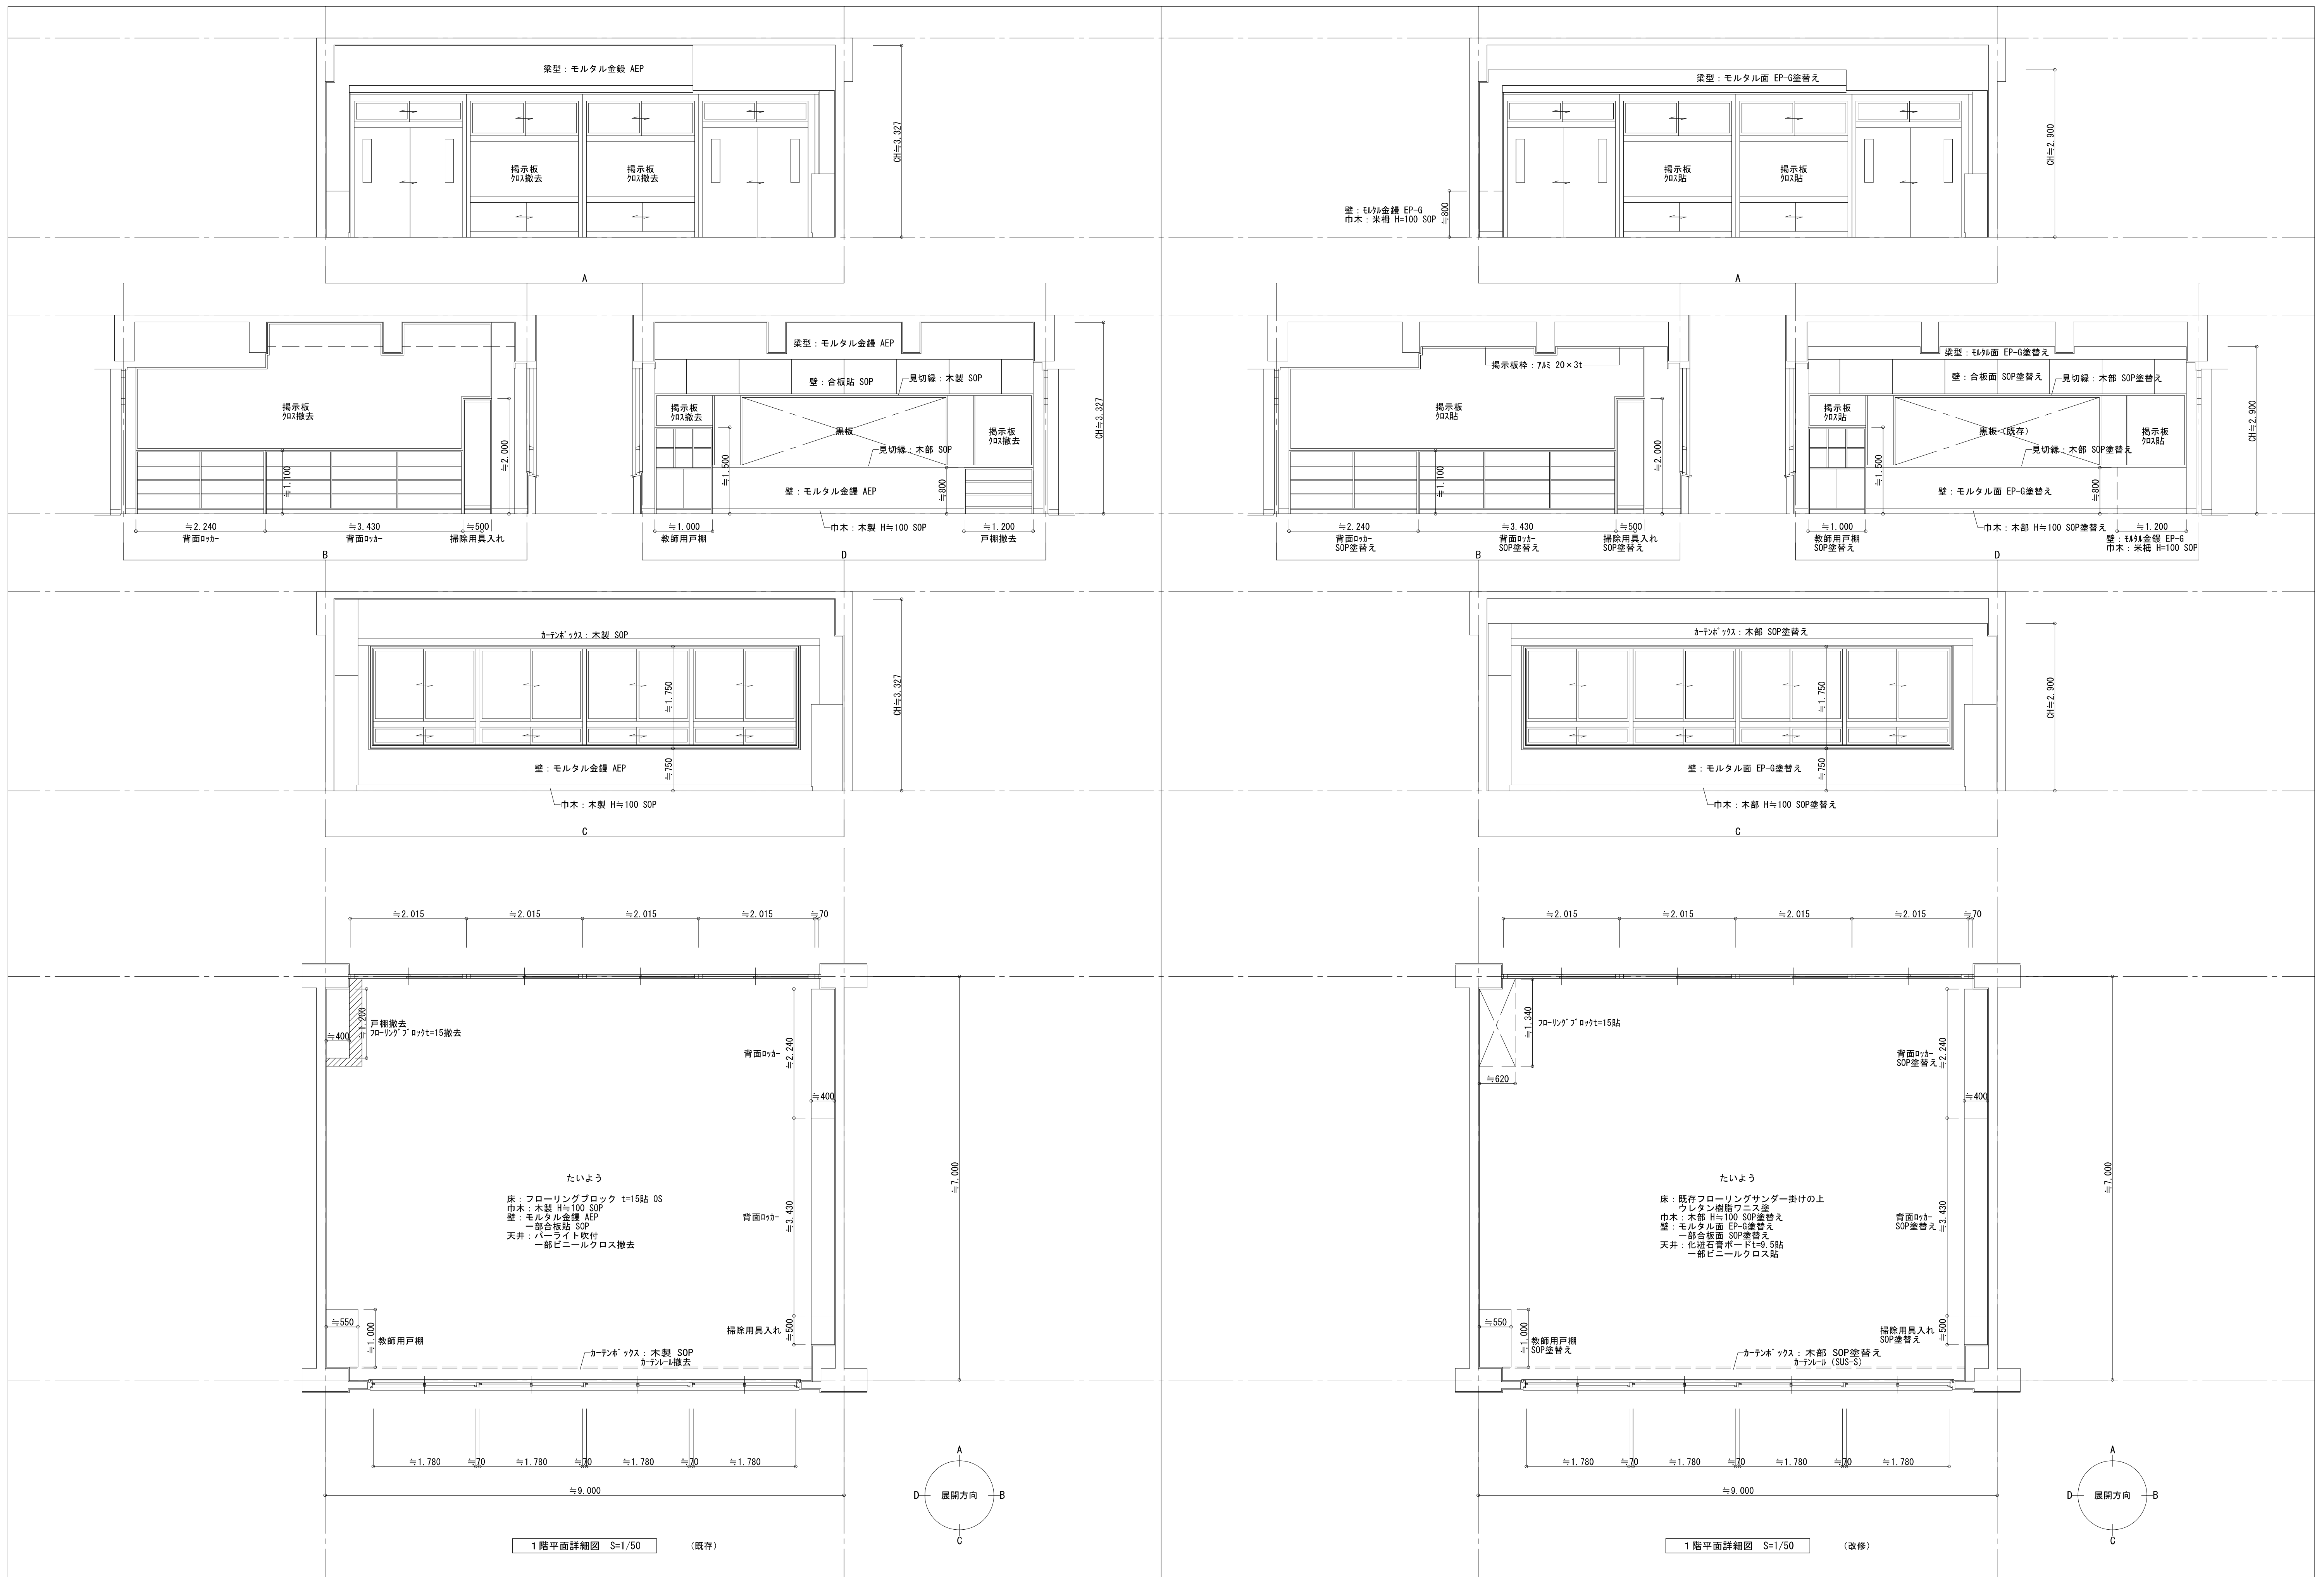 梁型：モルタル金鏝 AEP
掲示板
ｸﾛｽ撤去
掲示板
ｸﾛｽ撤去
CH≒3.327
A
掲示板
ｸﾛｽ撤去
≒1.100
≒2.000
≒2.240
背面ﾛｯｶｰ
≒3.430
背面ﾛｯｶｰ
≒500
掃除用具入れ
B
梁型：モルタル金鏝 AEP
壁：合板貼 SOP
見切縁：木製 SOP
掲示板
ｸﾛｽ撤去
黒板
掲示板
ｸﾛｽ撤去
見切縁：木部 SOP
≒1.500
≒800
壁：モルタル金鏝 AEP
巾木：木製 H≒100 SOP
≒1.000
教師用戸棚
≒1.200
戸棚撤去
CH≒3.327
D
ｶｰﾃﾝﾎﾞｯｸｽ：木製 SOP
≒1.750
≒750
壁：モルタル金鏝 AEP
巾木：木製 H≒100 SOP
CH≒3.327
C
≒2.015
≒2.015
≒2.015
≒2.015
≒70
≒1.200
戸棚撤去
ﾌﾛｰﾘﾝｸﾞﾌﾞﾛｯｸt=15撤去
≒400
背面ﾛｯｶｰ
≒2.240
≒400
≒7.000
たいよう
床：フローリングブロック t=15貼 OS
巾木：木製 H≒100 SOP
壁：モルタル金鏝 AEP
一部合板貼 SOP
天井：パーライト吹付
一部ビニールクロス撤去
背面ﾛｯｶｰ
≒3.430
≒550
≒1.000
教師用戸棚
掃除用具入れ
≒500
ｶｰﾃﾝﾎﾞｯｸｽ：木製 SOP
ｶｰﾃﾝﾚｰﾙ撤去
≒1.780
≒70
≒1.780
≒70
≒1.780
≒70
≒1.780
≒9.000
A
D
展開方向
B
C
１階平面詳細図 S=1/50
（既存）
梁型：モルタル面 EP-G塗替え
掲示板
ｸﾛｽ貼
掲示板
ｸﾛｽ貼
壁：ﾓﾙﾀﾙ金鏝 EP-G
巾木：米栂 H=100 SOP
≒800
CH≒2.900
A
掲示板枠：ｱﾙﾐ 20×3t
掲示板
ｸﾛｽ貼
≒1.100
≒2.000
≒2.240
背面ﾛｯｶｰ
SOP塗替え
≒3.430
背面ﾛｯｶｰ
SOP塗替え
≒500
掃除用具入れ
SOP塗替え
B
梁型：ﾓﾙﾀﾙ面 EP-G塗替え
壁：合板面 SOP塗替え
見切縁：木部 SOP塗替え
掲示板
ｸﾛｽ貼
黒板（既存）
掲示板
ｸﾛｽ貼
見切縁：木部 SOP塗替え
≒1.500
≒800
壁：モルタル面 EP-G塗替え
巾木：木部 H≒100 SOP塗替え
≒1.000
教師用戸棚
SOP塗替え
≒1.200
壁：ﾓﾙﾀﾙ金鏝 EP-G
巾木：米栂 H=100 SOP
CH≒2.900
D
ｶｰﾃﾝﾎﾞｯｸｽ：木部 SOP塗替え
≒1.750
≒750
壁：モルタル面 EP-G塗替え
巾木：木部 H≒100 SOP塗替え
CH≒2.900
C
≒2.015
≒2.015
≒2.015
≒2.015
≒70
≒1.340
ﾌﾛｰﾘﾝｸﾞﾌﾞﾛｯｸt=15貼
≒620
背面ﾛｯｶｰ
SOP塗替え
≒2.240
≒400
≒7.000
たいよう
床：既存フローリングサンダー掛けの上
ウレタン樹脂ワニス塗
巾木：木部 H≒100 SOP塗替え
壁：モルタル面 EP-G塗替え
一部合板面 SOP塗替え
天井：化粧石膏ボードt=9.5貼
一部ビニールクロス貼
背面ﾛｯｶｰ
SOP塗替え
≒3.430
≒550
≒1.000
教師用戸棚
SOP塗替え
掃除用具入れ
SOP塗替え
≒500
ｶｰﾃﾝﾎﾞｯｸｽ：木部 SOP塗替え
ｶｰﾃﾝﾚｰﾙ（SUS-S）
≒1.780
≒70
≒1.780
≒70
≒1.780
≒70
≒1.780
≒9.000
A
D
展開方向
B
C
１階平面詳細図 S=1/50
（改修）